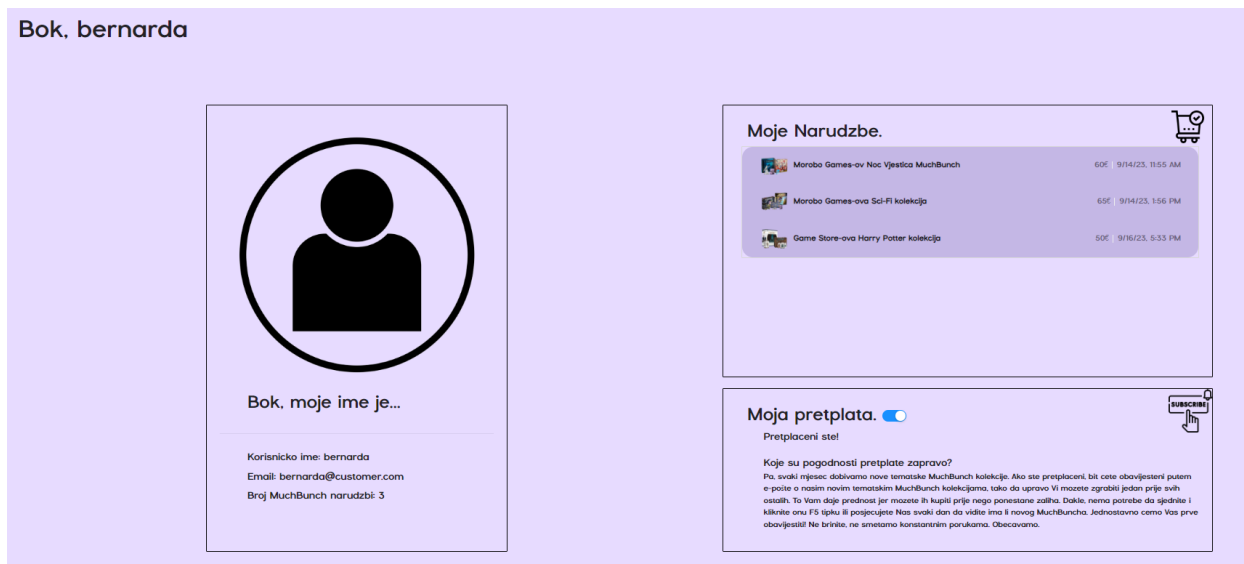 Bok, bernarda
Bok, moje ime je...
Korisnicko ime: bernarda
Email: bernarda@customer.com
Broj MuchBunch narudzbi: 3
Moje Narudzbe.
Morobo Games-ov Noc Vjestica MuchBunch 60€ | 9/14/23, 11:55 AM
Morobo Games-ova Sci-Fi kolekcija 65€ | 9/14/23, 1:56 PM
Game Store-ova Harry Potter kolekcija 50€ | 9/16/23, 5:33 PM
Moja pretplata.
SUBSCRIBE
Pretplaceni ste!
Koje su pogodnosti pretplate zapravo?
Pa, svaki mjesec dobivamo nove tematske MuchBunch kolekcije. Ako ste pretplaceni, bit cete obavijesteni putem
e-pošte o nasim novim tematskim MuchBunch kolekcijama, tako da upravo Vi mozete zgrabiti jedan prije svih
ostalih. To Vam daje prednost jer mozete ih kupiti prije nego ponestane zaliha. Dakle, nema potrebe da sjednite i
kliknite onu F5 tipku ili posjecujete Nas svaki dan da vidite ima li novog MuchBuncha. Jednostavno cemo Vas prve
obavijestiti! Ne brinite, ne smetamo konstantnim porukama. Obecavamo.